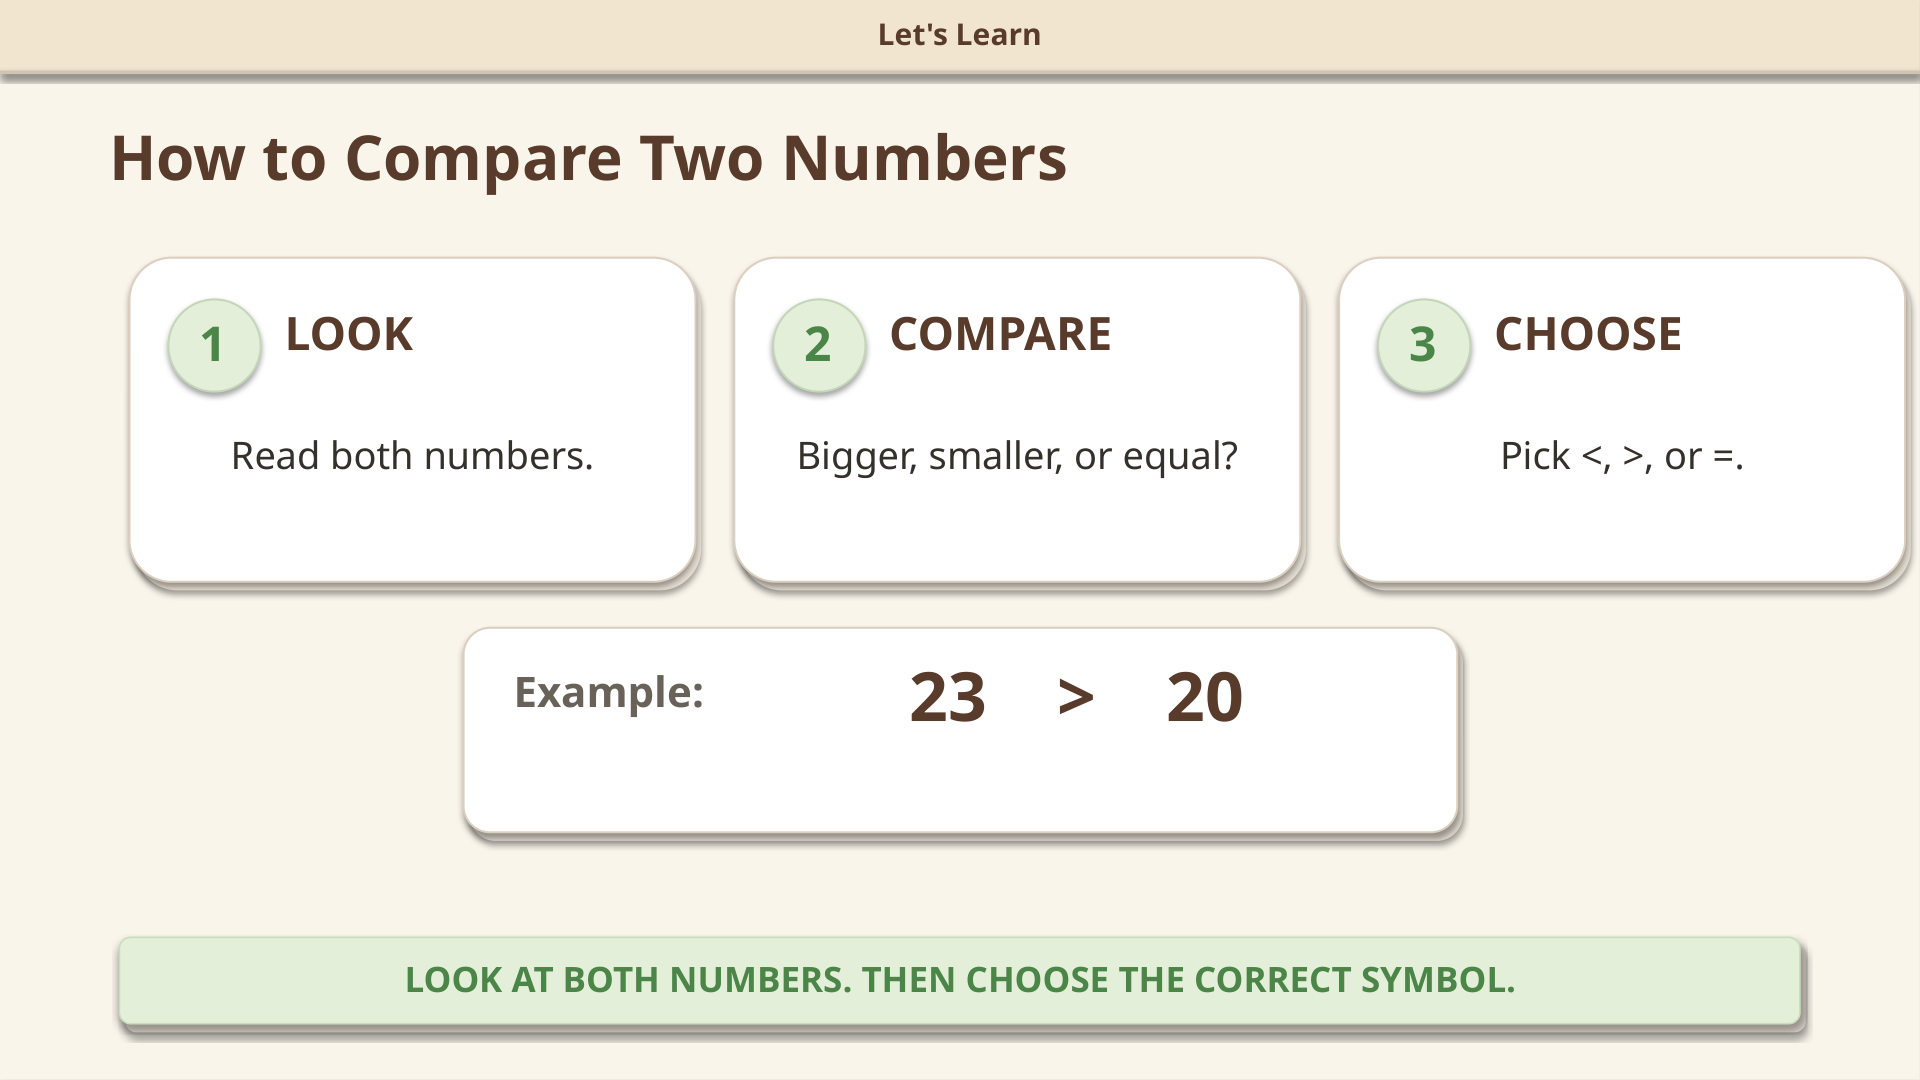 Let's Learn
How to Compare Two Numbers
1 LOOK
Read both numbers.
2 COMPARE
Bigger, smaller, or equal?
3 CHOOSE
Pick <, >, or =.
Example: 23 > 20
LOOK AT BOTH NUMBERS. THEN CHOOSE THE CORRECT SYMBOL.